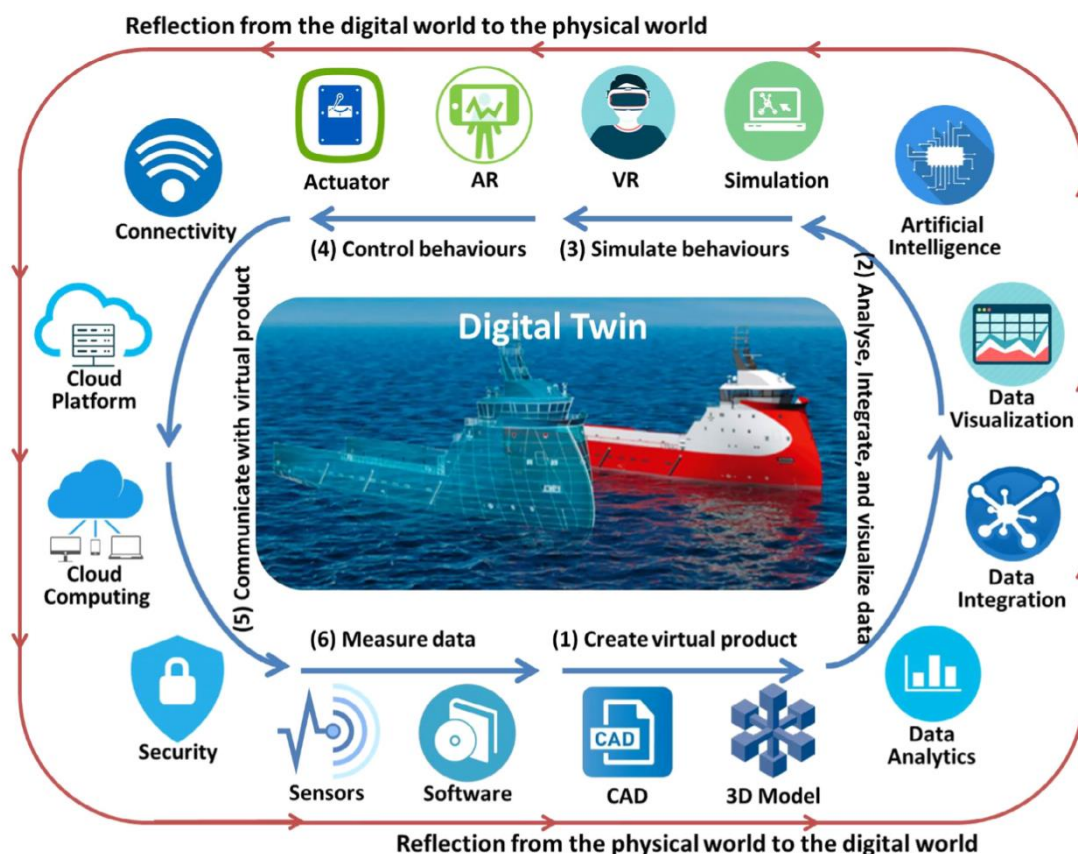 Reflection from the digital world to the physical world
Actuator
AR
VR
Simulation
Connectivity
Artificial
Intelligence
(4) Control behaviours
(3) Simulate behaviours
(2) Analyse, Integrate, and visualize data
Digital Twin
Cloud
Platform
Data
Visualization
(5) Communicate with virtual product
Cloud
Computing
Data
Integration
(6) Measure data
(1) Create virtual product
Security
Sensors
Software
CAD
CAD
3D Model
Data
Analytics
Reflection from the physical world to the digital world